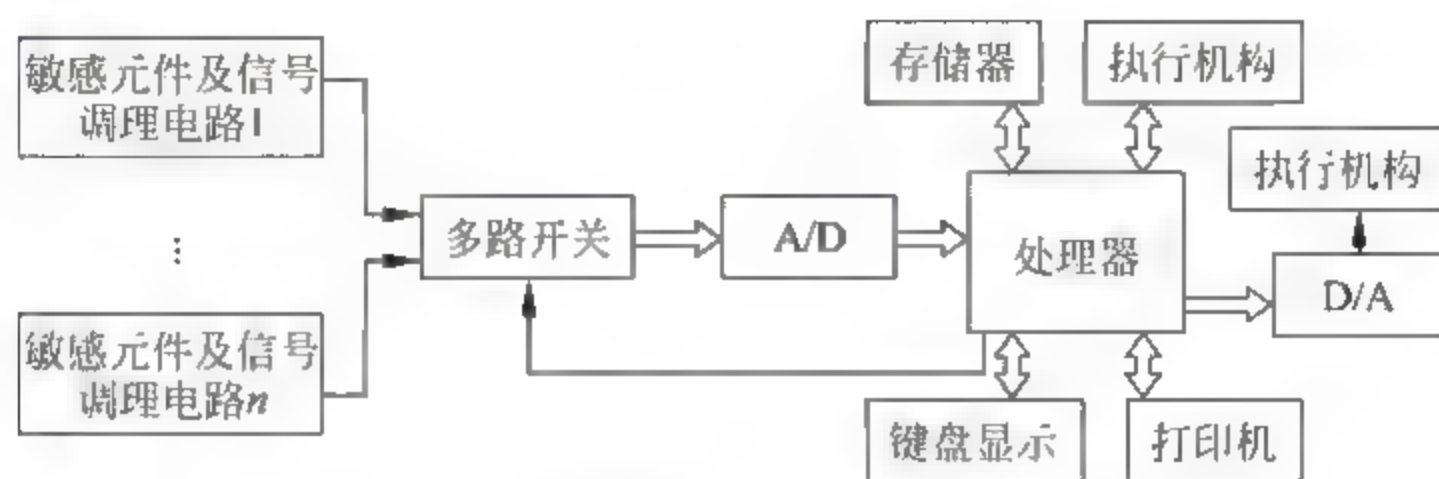 敏感元件及信号
调理电路1
⋮
敏感元件及信号
调理电路n
多路开关
A/D
存储器
执行机构
处理器
执行机构
D/A
键盘显示
打印机